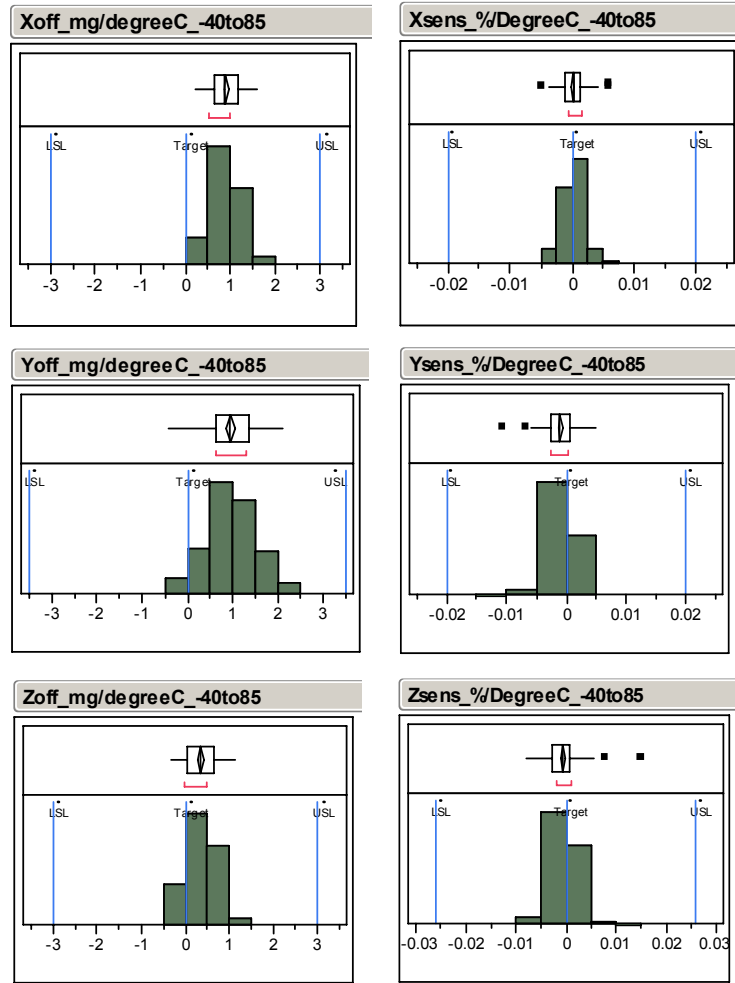 Xoff_mg/degreeC_-40to85
LSL Target USL
-3 -2 -1 0 1 2 3
Xsens_%/DegreeC_-40to85
LSL Target USL
-0.02 -0.01 0 0.01 0.02
Yoff_mg/degreeC_-40to85
LSL Target USL
-3 -2 -1 0 1 2 3
Ysens_%/DegreeC_-40to85
LSL Target USL
-0.02 -0.01 0 0.01 0.02
Zoff_mg/degreeC_-40to85
LSL Target USL
-3 -2 -1 0 1 2 3
Zsens_%/DegreeC_-40to85
LSL Target USL
-0.03 -0.02 -0.01 0 0.01 0.02 0.03